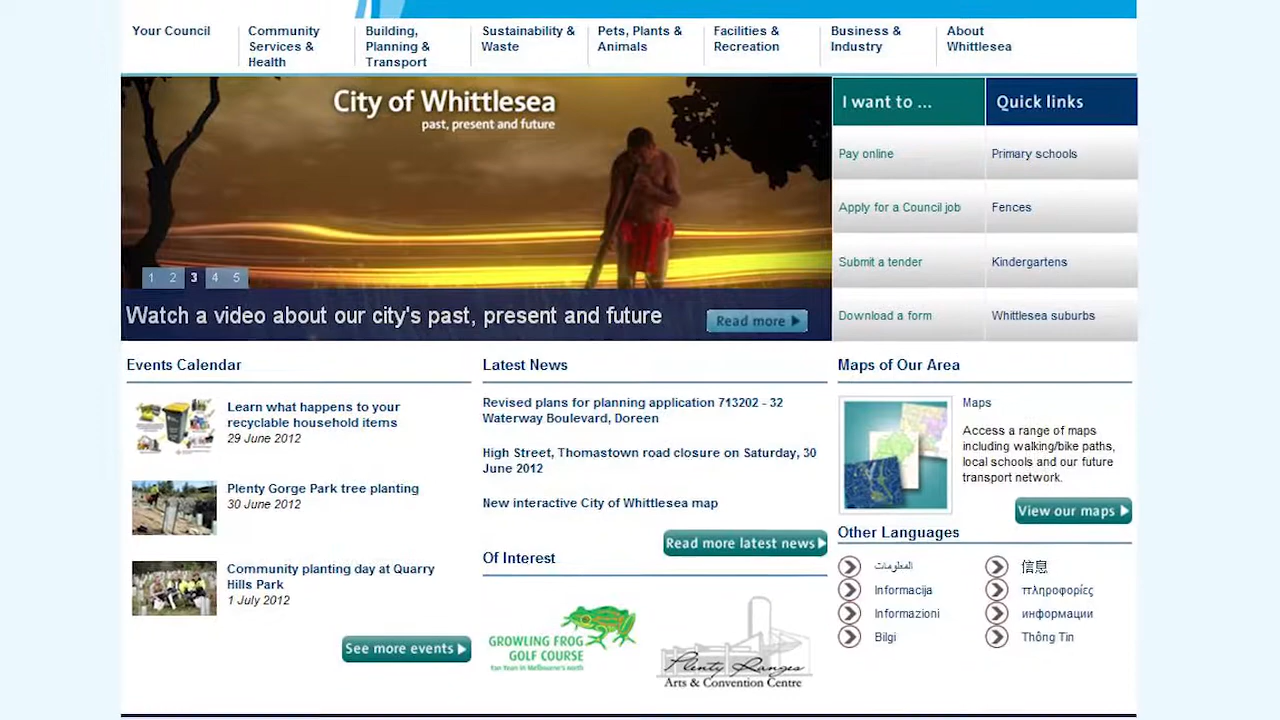 Your Council
Community
Services &
Health
Building,
Planning &
Transport
Sustainability &
Waste
Pets, Plants &
Animals
Facilities &
Recreation
Business &
Industry
About
Whittlesea
City of Whittlesea
past, present and future
1 2 3 4 5
Watch a video about our city's past, present and future
Read more
I want to ...
Pay online
Apply for a Council job
Submit a tender
Download a form
Quick links
Primary schools
Fences
Kindergartens
Whittlesea suburbs
Events Calendar
Learn what happens to your
recyclable household items
29 June 2012
Plenty Gorge Park tree planting
30 June 2012
Community planting day at Quarry
Hills Park
1 July 2012
See more events
Latest News
Revised plans for planning application 713202 - 32
Waterway Boulevard, Doreen
High Street, Thomastown road closure on Saturday, 30
June 2012
New interactive City of Whittlesea map
Read more latest news
Of Interest
GROWLING FROG
GOLF COURSE
ten Years in Melbourne's north
Plenty Ranges
Arts & Convention Centre
Maps of Our Area
Maps
Access a range of maps
including walking/bike paths,
local schools and our future
transport network.
View our maps
Other Languages
المعلومات
Informacija
Informazioni
Bilgi
信息
πληροφορίες
информации
Thông Tin